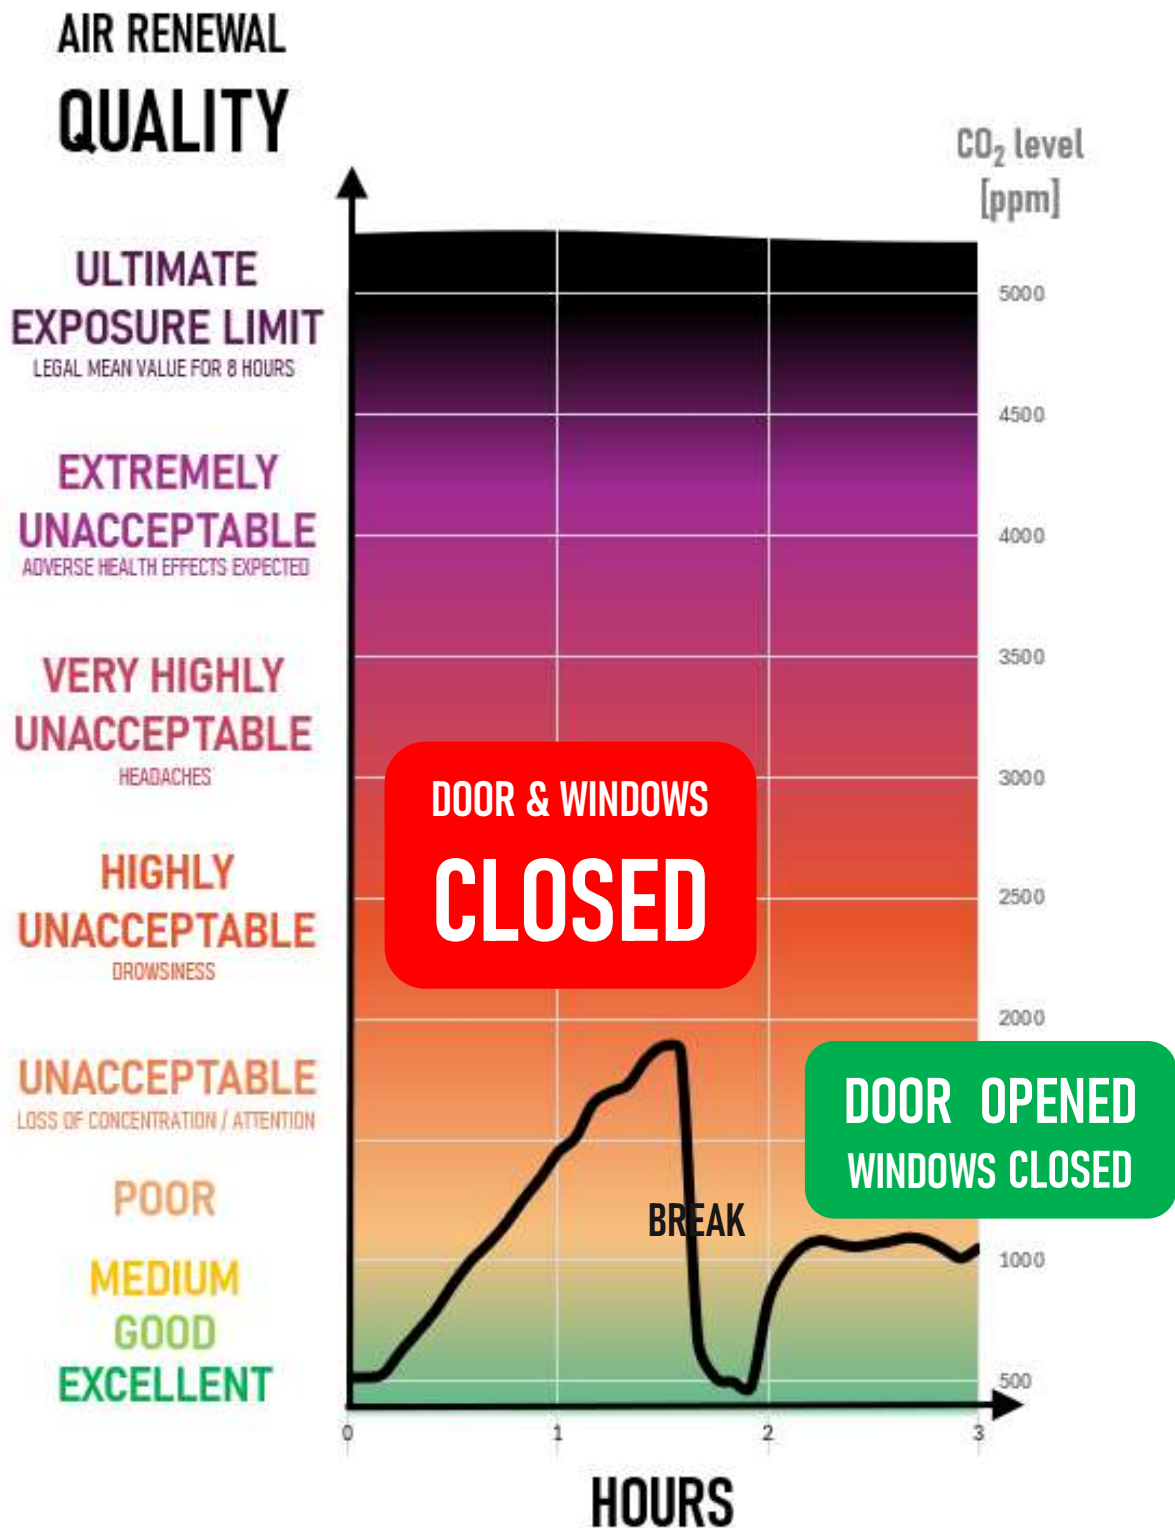 AIR RENEWAL
QUALITY
CO₂ level
[ppm]
ULTIMATE
EXPOSURE LIMIT
LEGAL MEAN VALUE FOR 8 HOURS
EXTREMELY
UNACCEPTABLE
ADVERSE HEALTH EFFECTS EXPECTED
VERY HIGHLY
UNACCEPTABLE
HEADACHES
HIGHLY
UNACCEPTABLE
DROWSINESS
UNACCEPTABLE
LOSS OF CONCENTRATION / ATTENTION
POOR
MEDIUM
GOOD
EXCELLENT
DOOR & WINDOWS
CLOSED
BREAK
DOOR OPENED
WINDOWS CLOSED
5000
4500
4000
3500
3000
2500
2000
1000
500
0 1 2 3
HOURS